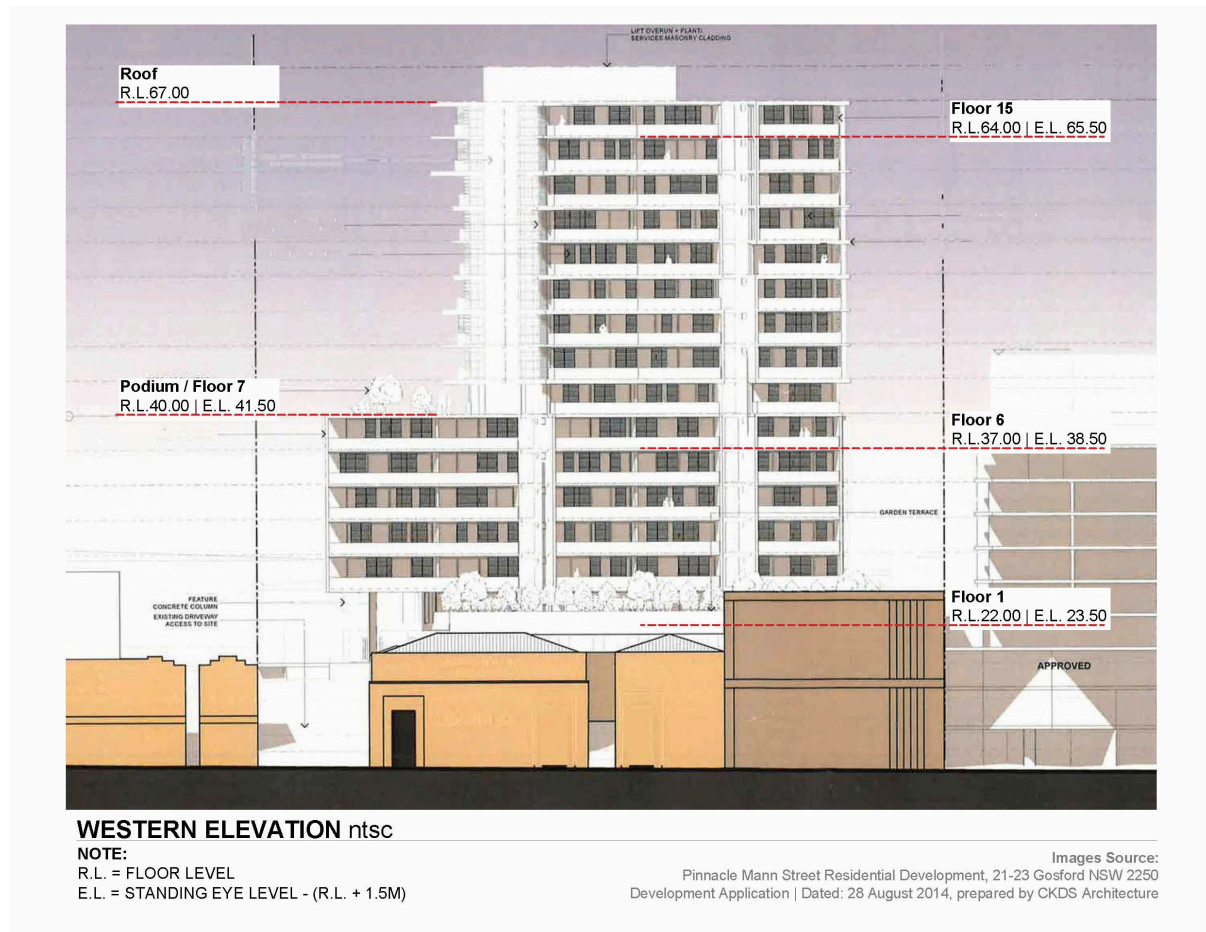 LIFT OVERUN + PLANT/
SERVICES MASONRY CLADDING
Roof
R.L.67.00
Floor 15
R.L.64.00 | E.L. 65.50
Podium / Floor 7
R.L.40.00 | E.L. 41.50
Floor 6
R.L.37.00 | E.L. 38.50
GARDEN TERRACE
Floor 1
R.L.22.00 | E.L. 23.50
FEATURE
CONCRETE COLUMN
EXISTING DRIVEWAY
ACCESS TO SITE
APPROVED
WESTERN ELEVATION ntsc
NOTE:
R.L. = FLOOR LEVEL
E.L. = STANDING EYE LEVEL - (R.L. + 1.5M)
Images Source:
Pinnacle Mann Street Residential Development, 21-23 Gosford NSW 2250
Development Application | Dated: 28 August 2014, prepared by CKDS Architecture